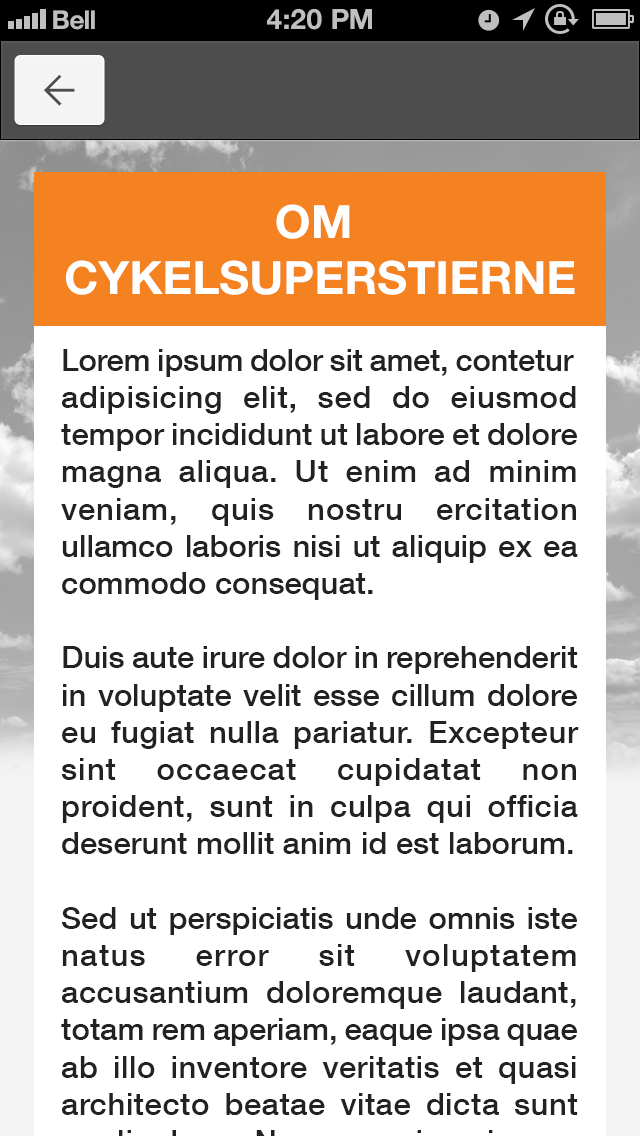 Bell 4:20 PM
OM
CYKELSUPERSTIERNE
Lorem ipsum dolor sit amet, contetur
adipisicing elit, sed do eiusmod
tempor incididunt ut labore et dolore
magna aliqua. Ut enim ad minim
veniam, quis nostru ercitation
ullamco laboris nisi ut aliquip ex ea
commodo consequat.
Duis aute irure dolor in reprehenderit
in voluptate velit esse cillum dolore
eu fugiat nulla pariatur. Excepteur
sint occaecat cupidatat non
proident, sunt in culpa qui officia
deserunt mollit anim id est laborum.
Sed ut perspiciatis unde omnis iste
natus error sit voluptatem
accusantium doloremque laudant,
totam rem aperiam, eaque ipsa quae
ab illo inventore veritatis et quasi
architecto beatae vitae dicta sunt